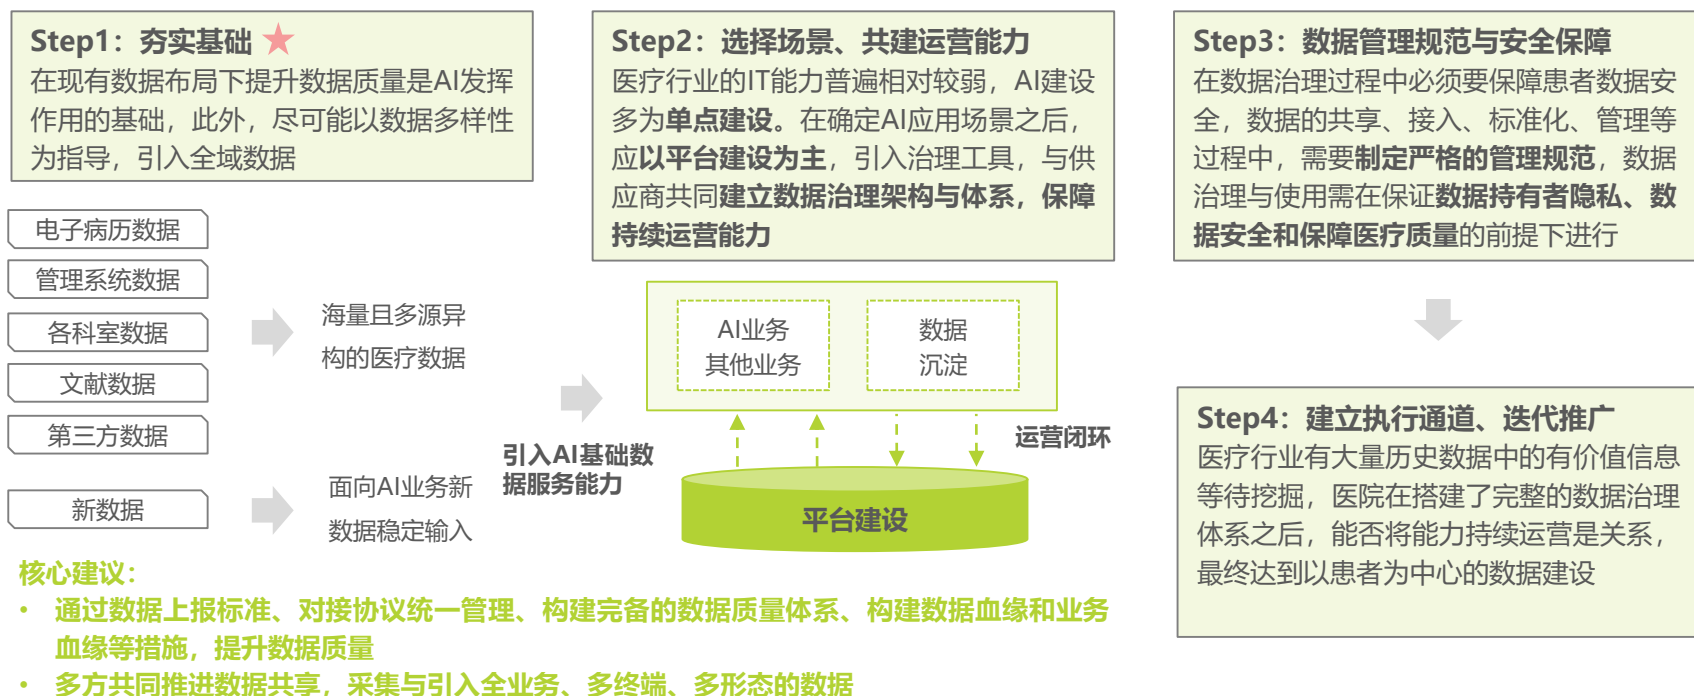 Step1：夯实基础
在现有数据布局下提升数据质量是AI发挥
作用的基础，此外，尽可能以数据多样性
为指导，引入全域数据
电子病历数据
管理系统数据
各科室数据
文献数据
第三方数据
新数据
海量且多源异
构的医疗数据
面向AI业务新
数据稳定输入
引入AI基础数
据服务能力
Step2：选择场景、共建运营能力
医疗行业的IT能力普遍相对较弱，AI建设
多为单点建设。在确定AI应用场景之后，
应以平台建设为主，引入治理工具，与供
应商共同建立数据治理架构与体系，保障
持续运营能力
AI业务
其他业务
数据
沉淀
运营闭环
平台建设
Step3：数据管理规范与安全保障
在数据治理过程中必须要保障患者数据安
全，数据的共享、接入、标准化、管理等
过程中，需要制定严格的管理规范，数据
治理与使用需在保证数据持有者隐私、数
据安全和保障医疗质量的前提下进行
Step4：建立执行通道、迭代推广
医疗行业有大量历史数据中的有价值信息
等待挖掘，医院在搭建了完整的数据治理
体系之后，能否将能力持续运营是关系，
最终达到以患者为中心的数据建设
核心建议：
• 通过数据上报标准、对接协议统一管理、构建完备的数据质量体系、构建数据血缘和业务
血缘等措施，提升数据质量
• 多方共同推进数据共享，采集与引入全业务、多终端、多形态的数据